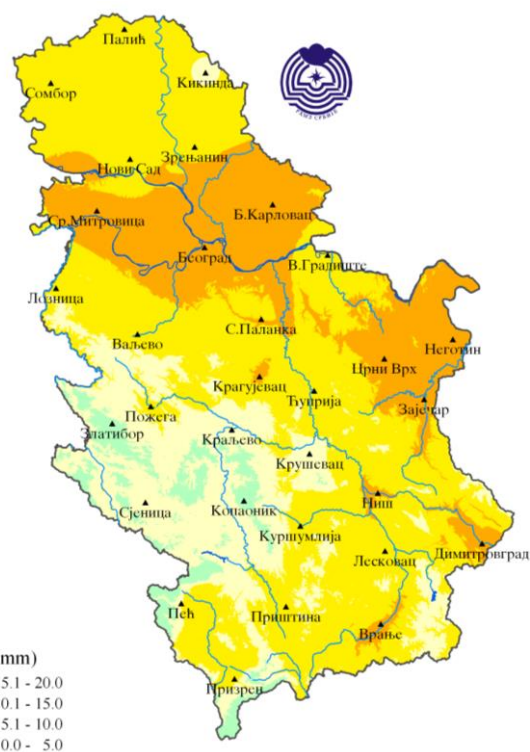 Палић
Кикинда
Сомбор
Зрењанин
Нови Сад
Ср.Митровица
Б.Карловац
Београд
В.Градиште
Лозница
С.Паланка
Ваљево
Неготин
Црни Врх
Крагујевац
Ћуприја
Зајечар
Пожега
Златибор
Краљево
Крушевац
Ниш
Сјеница
Копаоник
Куршумлија
Димитровград
Лесковац
Пећ
Приштина
Врање
Призрен
mm)
5.1 - 20.0
0.1 - 15.0
5.1 - 10.0
0.0 - 5.0